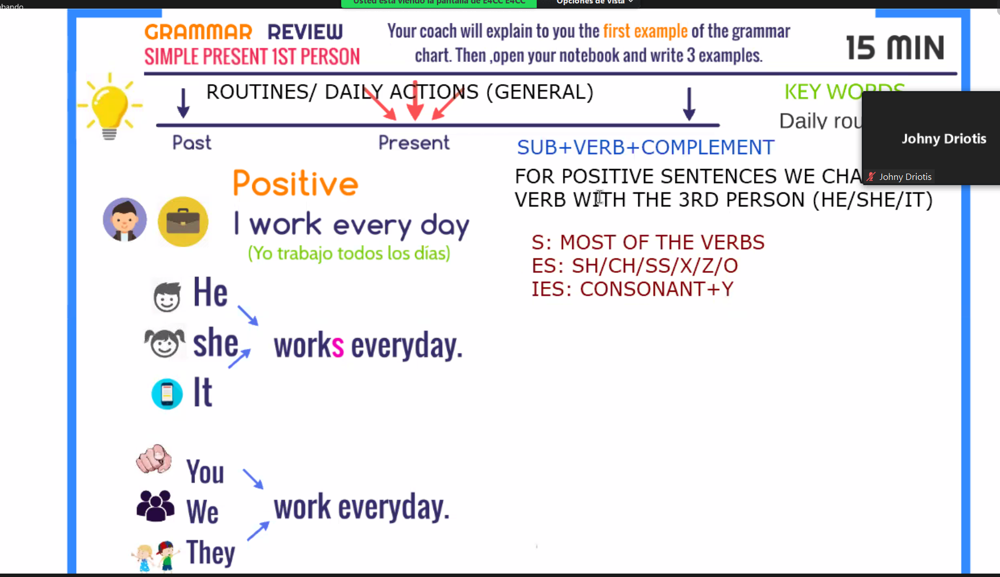 abando
Usted está viendo la pantalla de E4CC E4CC
Opciones de vista
GRAMMAR REVIEW
SIMPLE PRESENT 1ST PERSON
Your coach will explain to you the first example of the grammar
chart. Then ,open your notebook and write 3 examples.
15 MIN
ROUTINES/ DAILY ACTIONS (GENERAL)
KEY WORDS
Daily rou
Past
Present
Johny Driotis
Johny Driotis
SUB+VERB+COMPLEMENT
FOR POSITIVE SENTENCES WE CHA
VERB WITH THE 3RD PERSON (HE/SHE/IT)
Positive
I work every day
(Yo trabajo todos los días)
S: MOST OF THE VERBS
ES: SH/CH/SS/X/Z/O
IES: CONSONANT+Y
He
she
works everyday.
It
You
We
work everyday.
They